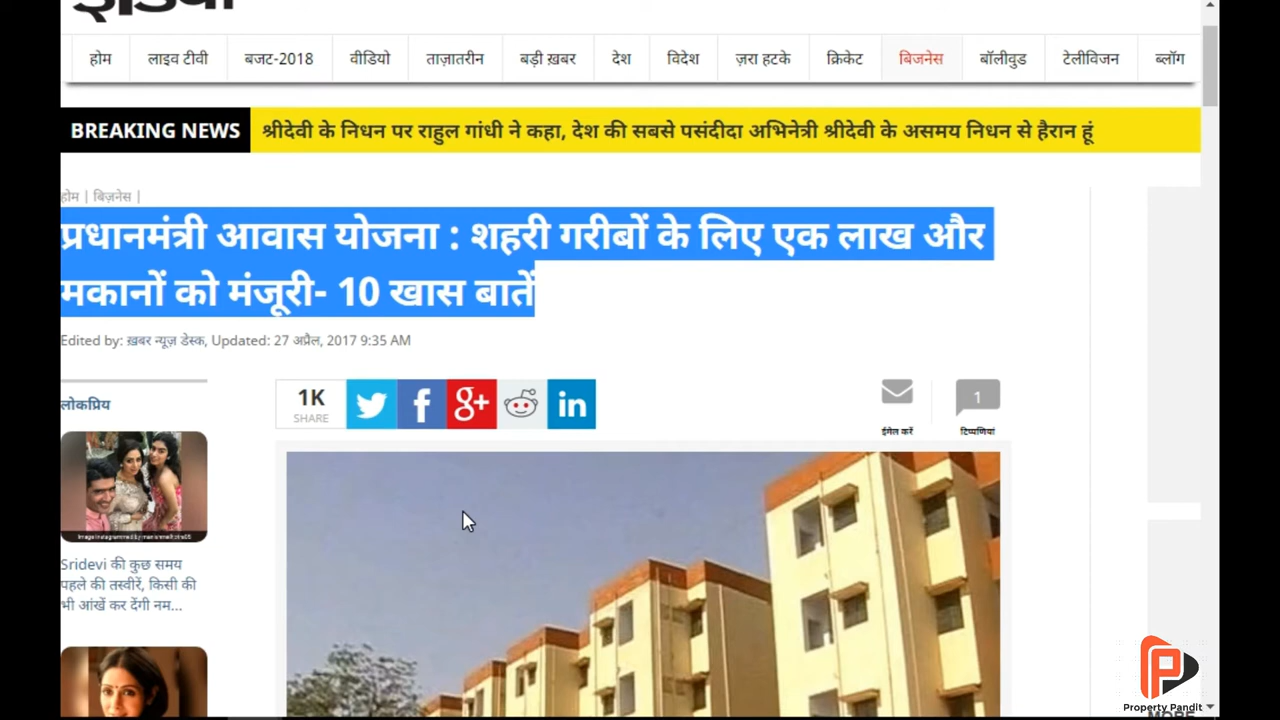 इंडिया
होम लाइव टीवी बजट-2018 वीडियो ताज़ातरीन बड़ी ख़बर देश विदेश ज़रा हटके क्रिकेट बिजनेस बॉलीवुड टेलीविजन ब्लॉग
BREAKING NEWS श्रीदेवी के निधन पर राहुल गांधी ने कहा, देश की सबसे पसंदीदा अभिनेत्री श्रीदेवी के असमय निधन से हैरान हूं
होम | बिज़नेस |
प्रधानमंत्री आवास योजना : शहरी गरीबों के लिए एक लाख और
मकानों को मंजूरी- 10 खास बातें
Edited by: ख़बर न्यूज़ डेस्क, Updated: 27 अप्रैल, 2017 9:35 AM
लोकप्रिय
1K
SHARE
g+
in
1
ईमेल करें
टिप्पणियां
Sridevi की कुछ समय
पहले की तस्वीरें, किसी की
भी आंखें कर देंगी नम...
Property Pandit
MORE